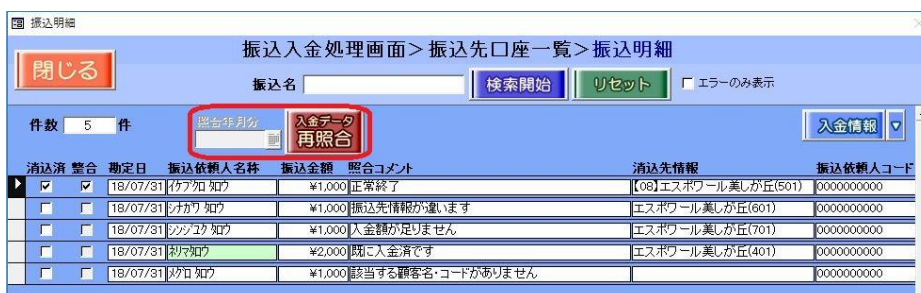 振込明細
振込入金処理画面＞振込先口座一覧＞振込明細
閉じる
振込名 検索開始 リセット エラーのみ表示
件数 5 件 照合年月分 入金データ 再照合 入金情報
消込済 整合 勘定日 振込依頼人名称 振込金額 照合コメント 消込先情報 振込依頼人コード
18/07/31 ｲｹﾌﾞｸﾛ ﾀﾛｳ ¥1,000 正常終了 【08】エスポワール美しが丘(501) 0000000000
18/07/31 ｼﾅｶﾞﾜ ﾀﾛｳ ¥1,000 振込先情報が違います エスポワール美しが丘(601) 0000000000
18/07/31 ｼﾝｼﾞﾕｸ ﾀﾛｳ ¥1,000 入金額が足りません エスポワール美しが丘(701) 0000000000
18/07/31 ﾈﾘﾏﾀﾛｳ ¥2,000 既に入金済です エスポワール美しが丘(401) 0000000000
18/07/31 ﾒｸﾞﾛ ﾀﾛｳ ¥1,000 該当する顧客名・コードがありません 0000000000